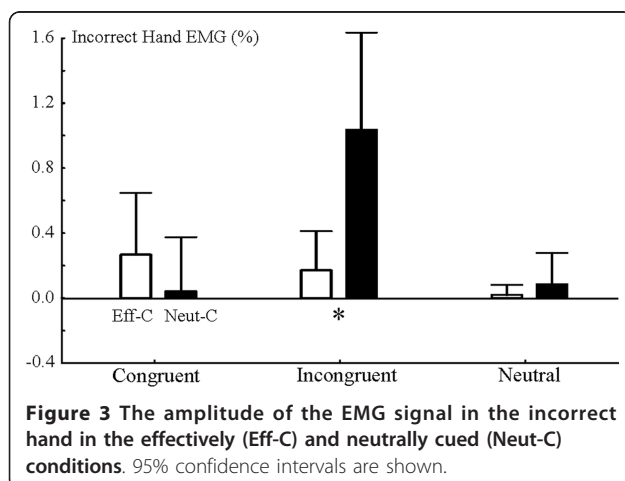 1.6 Incorrect Hand EMG (%)
1.2
0.8
0.4
0.0
Eff-C Neut-C *
-0.4
Congruent Incongruent Neutral
Figure 3 The amplitude of the EMG signal in the incorrect
hand in the effectively (Eff-C) and neutrally cued (Neut-C)
conditions. 95% confidence intervals are shown.